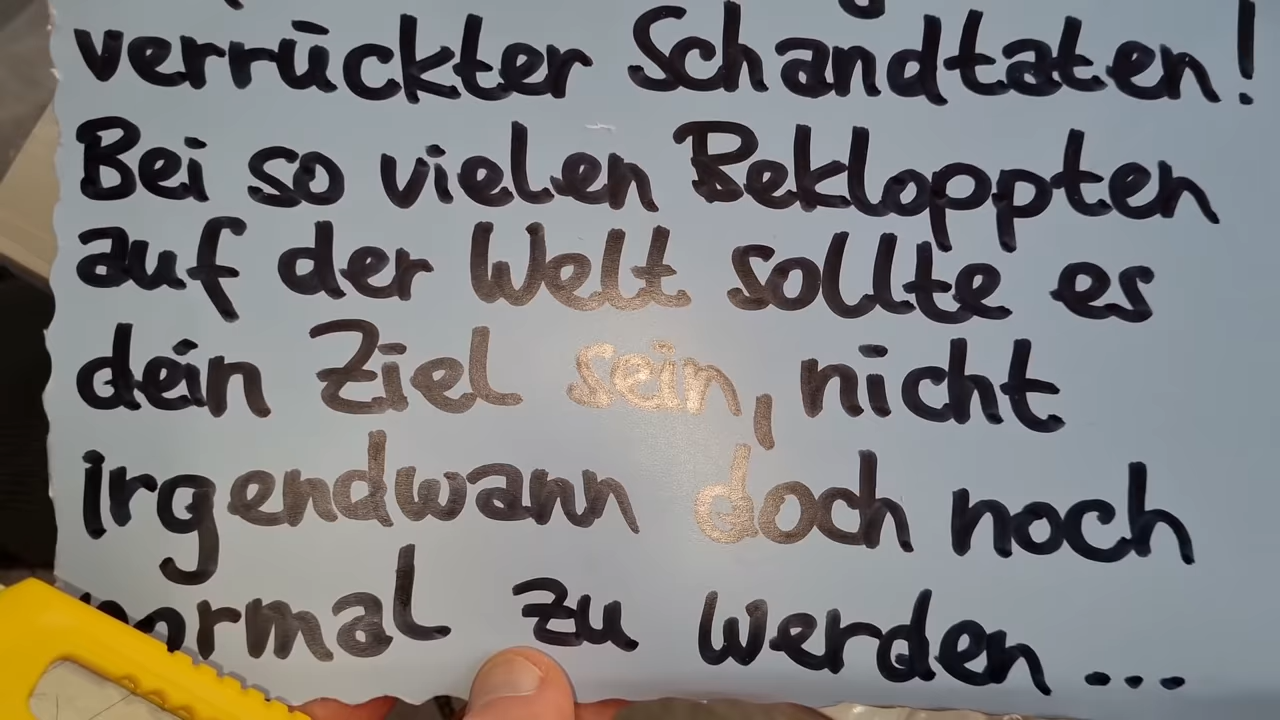 verrückter Schandtaten!
Bei so vielen Bekloppten
auf der Welt sollte es
dein Ziel sein, nicht
irgendwann doch noch
normal zu werden...